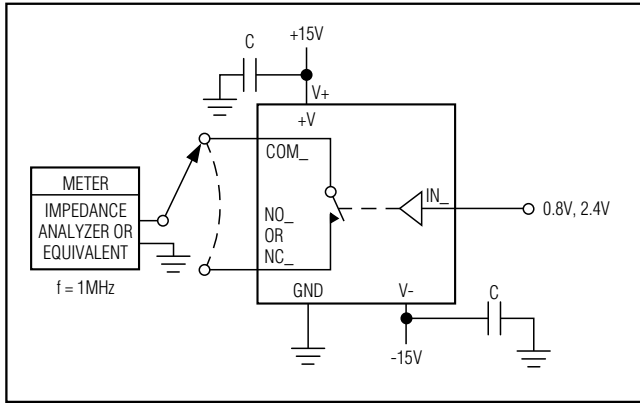 +15V
C
V+
+V
COM_
METER
IMPEDANCE
ANALYZER OR
EQUIVALENT
f = 1MHz
NO_
OR
NC_
IN_
0.8V, 2.4V
GND
V-
C
-15V